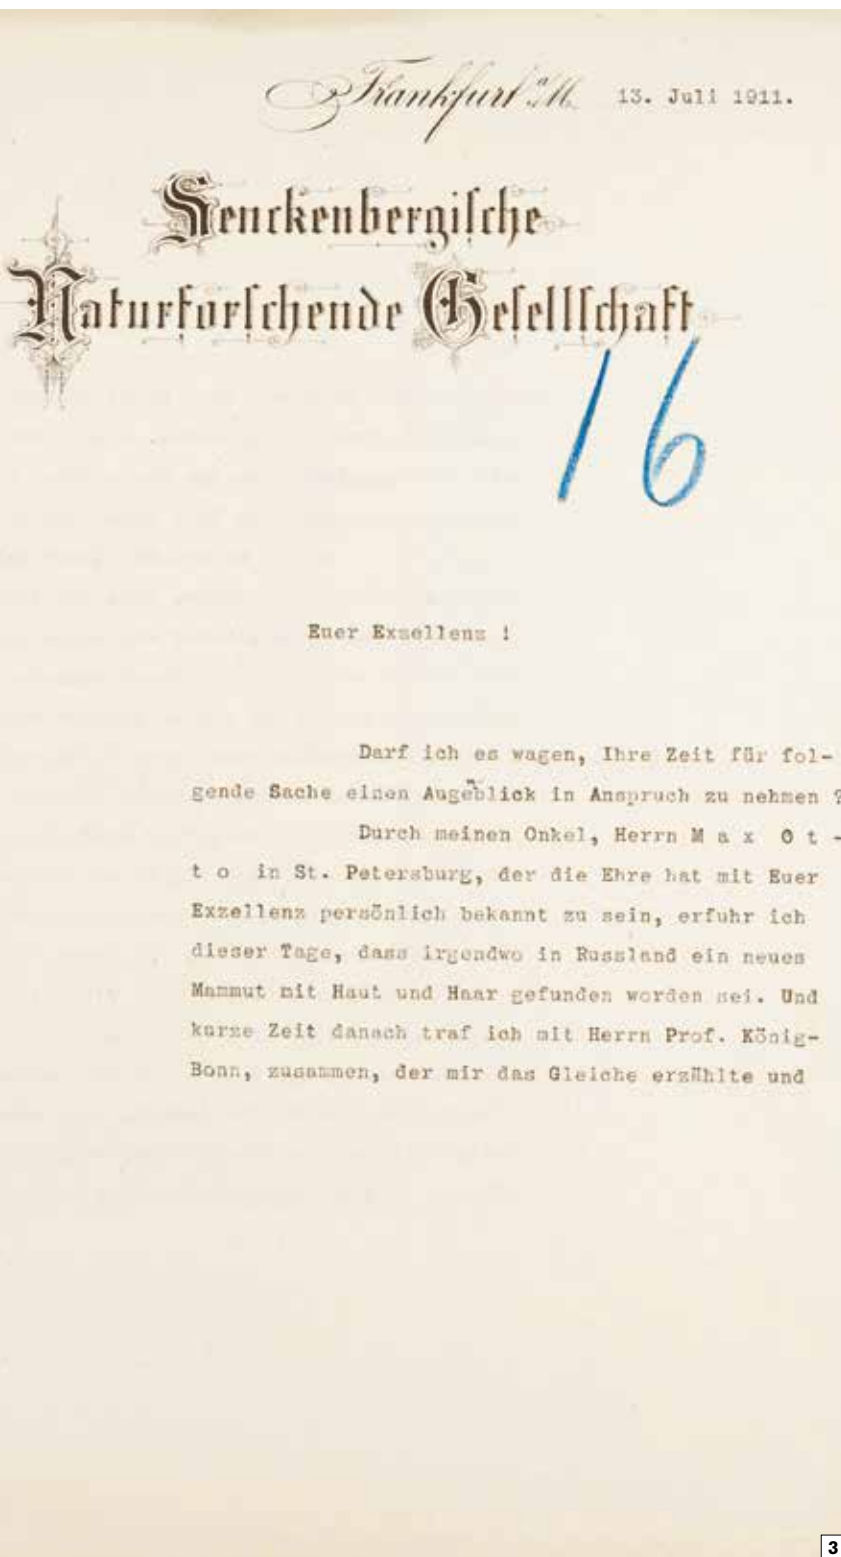 Frankfurt a/M. 13. Juli 1911.
Senckenbergische
Naturforschende Gesellschaft
16
Euer Exzellenz !
Darf ich es wagen, Ihre Zeit für fol-
gende Sache einen Augeblick in Anspruch zu nehmen ?
Durch meinen Onkel, Herrn M a x O t -
t o in St. Petersburg, der die Ehre hat mit Euer
Exzellenz persönlich bekannt zu sein, erfuhr ich
dieser Tage, dass irgendwo in Russland ein neues
Mammut mit Haut und Haar gefunden worden sei. Und
kurze Zeit danach traf ich mit Herrn Prof. König-
Bonn, zusammen, der mir das Gleiche erzählte und
3